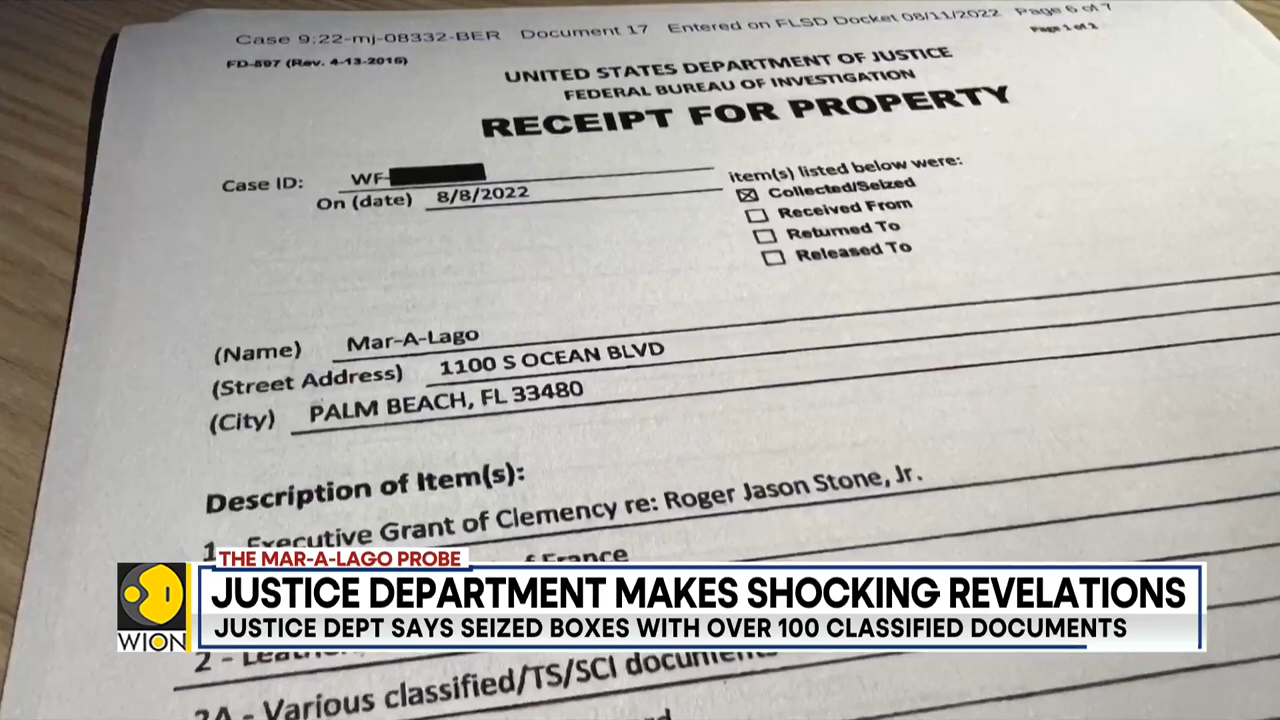 Case 9:22-mj-08332-BER Document 17 Entered on FLSD Docket 08/11/2022 Page 6 of 7
FD-597 (Rev. 4-13-2015)
Page 1 of 1
UNITED STATES DEPARTMENT OF JUSTICE
FEDERAL BUREAU OF INVESTIGATION
RECEIPT FOR PROPERTY
Case ID: WF-
On (date) 8/8/2022
item(s) listed below were:
Collected/Seized
Received From
Returned To
Released To
(Name) Mar-A-Lago
(Street Address) 1100 S OCEAN BLVD
(City) PALM BEACH, FL 33480
Description of Item(s):
1 Executive Grant of Clemency re: Roger Jason Stone, Jr.
of France
THE MAR-A-LAGO PROBE
JUSTICE DEPARTMENT MAKES SHOCKING REVELATIONS
JUSTICE DEPT SAYS SEIZED BOXES WITH OVER 100 CLASSIFIED DOCUMENTS
WION
2 -
2A - Various classified/TS/SCI documents